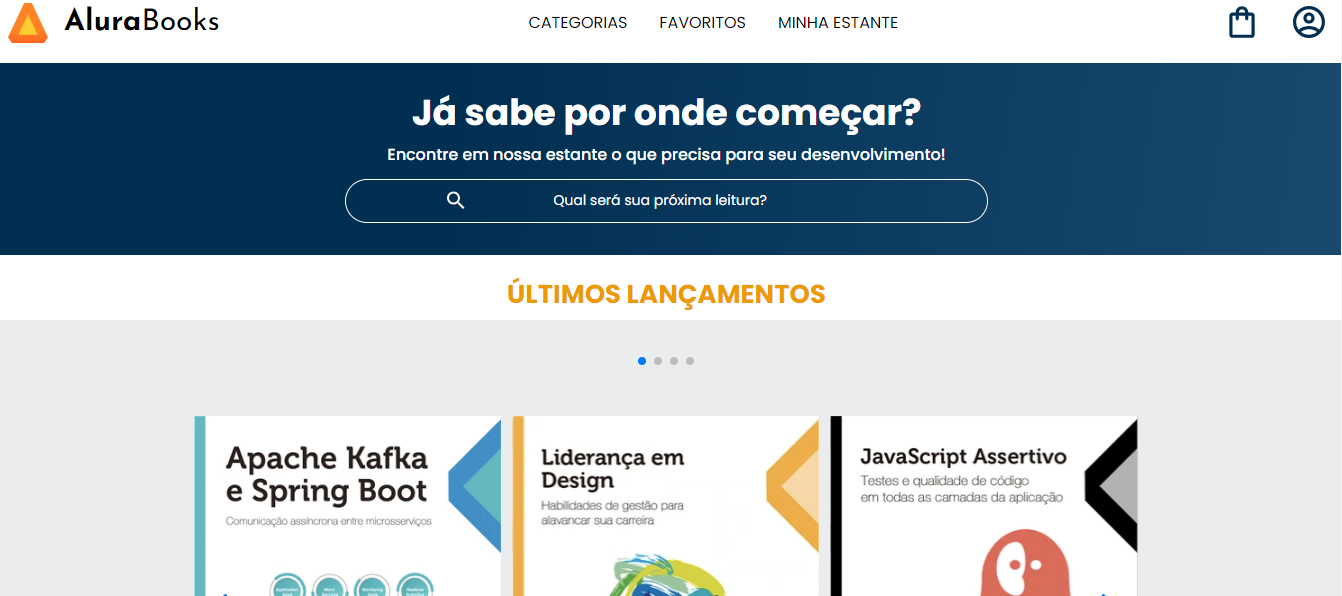 AluraBooks
CATEGORIAS
FAVORITOS
MINHA ESTANTE
Já sabe por onde começar?
Encontre em nossa estante o que precisa para seu desenvolvimento!
Qual será sua próxima leitura?
ÚLTIMOS LANÇAMENTOS
Apache Kafka
e Spring Boot
Comunicação assíncrona entre microsserviços
Liderança em
Design
Habilidades de gestão para
alavancar sua carreira
JavaScript Assertivo
Testes e qualidade de código
em todas as camadas da aplicação